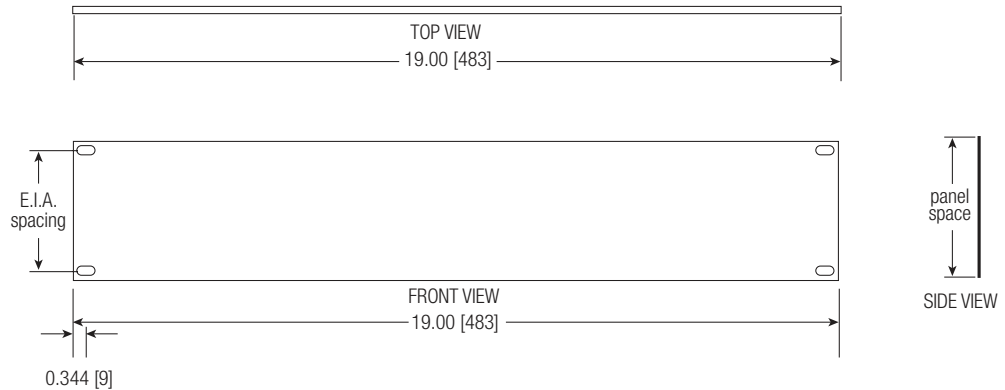 TOP VIEW
19.00 [483]
E.I.A.
spacing
panel
space
FRONT VIEW
19.00 [483]
SIDE VIEW
0.344 [9]